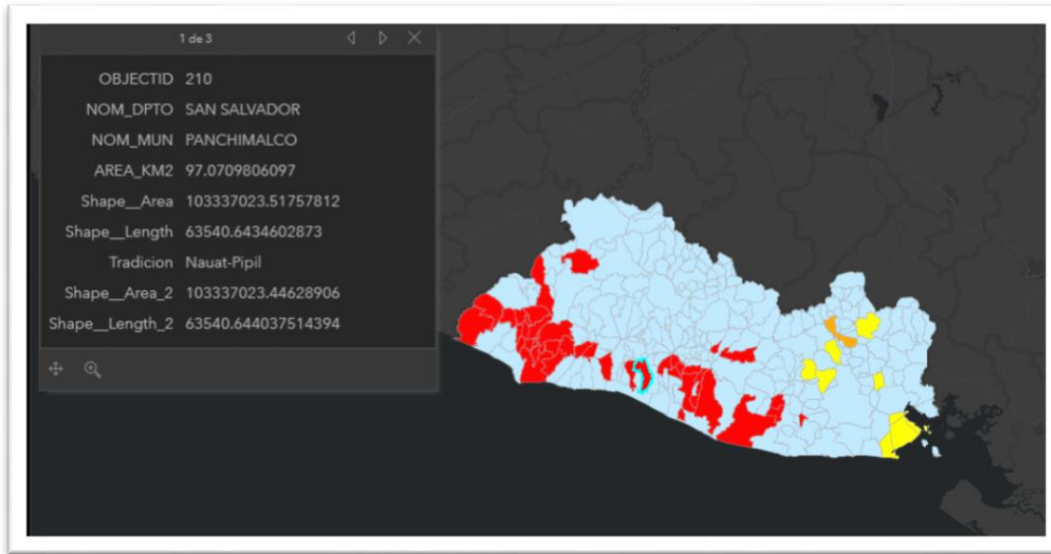 1 de 3
OBJECTID 210
NOM_DPTO SAN SALVADOR
NOM_MUN PANCHIMALCO
AREA_KM2 97.0709806097
Shape__Area 103337023.51757812
Shape__Length 63540.6434602873
Tradicion Nauat-Pipil
Shape__Area_2 103337023.44628906
Shape__Length_2 63540.644037514394